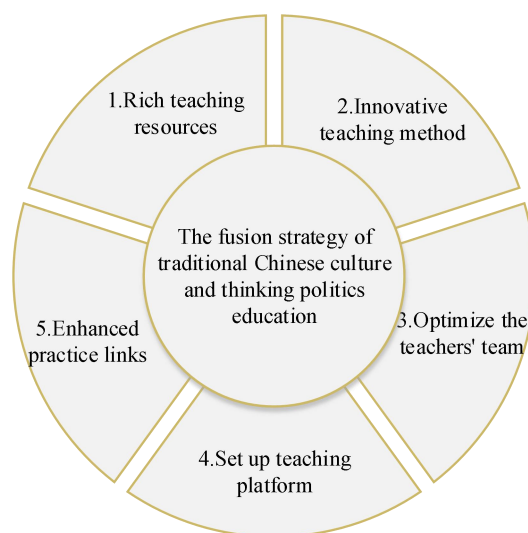 1.Rich teaching
resources
2.Innovative
teaching method
The fusion strategy of
traditional Chinese culture
and thinking politics
education
3.Optimize the
teachers' team
4.Set up teaching
platform
5.Enhanced
practice links